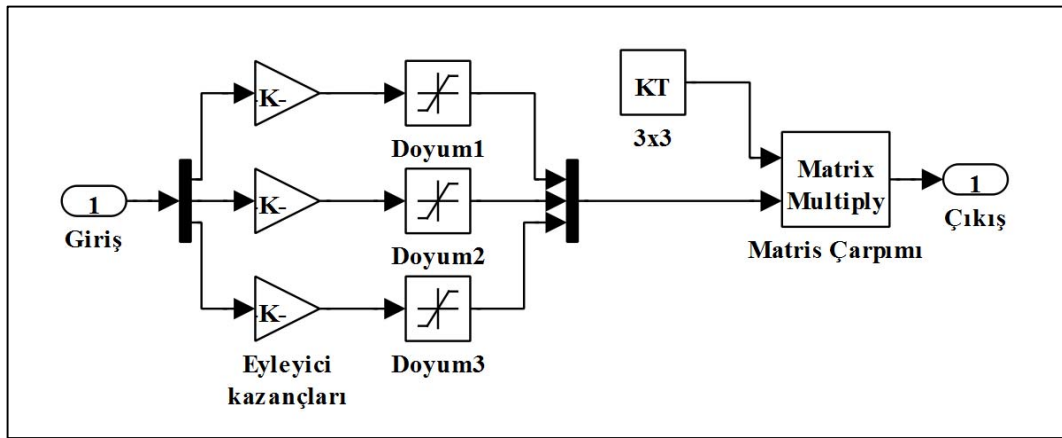 -K-
Doyum1
KT
3x3
1
Giriş
-K-
Doyum2
Matrix
Multiply
Matris Çarpımı
1
Çıkış
-K-
Eyleyici
kazançları
Doyum3